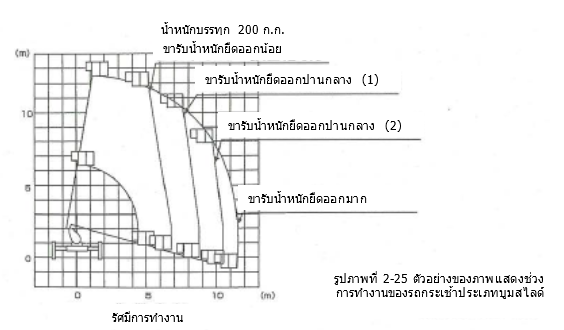 น้ำหนักบรรทุก 200 ก.ก.
ขารับน้ำหนักยืดออกน้อย
(m)
ขารับน้ำหนักยืดออกปานกลาง (1)
10
ขารับน้ำหนักยืดออกปานกลาง (2)
5
ขารับน้ำหนักยืดออกมาก
0
0 5 10 (m)
รัศมีการทำงาน
รูปภาพที่ 2-25 ตัวอย่างของภาพแสดงช่วง
การทำงานของรถกระเช้าประเภทบูมสไลด์